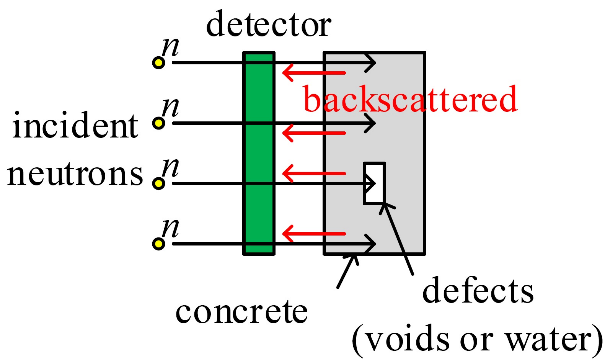 detector
n
backscattered
n
incident
neutrons
n
n
concrete
defects
(voids or water)